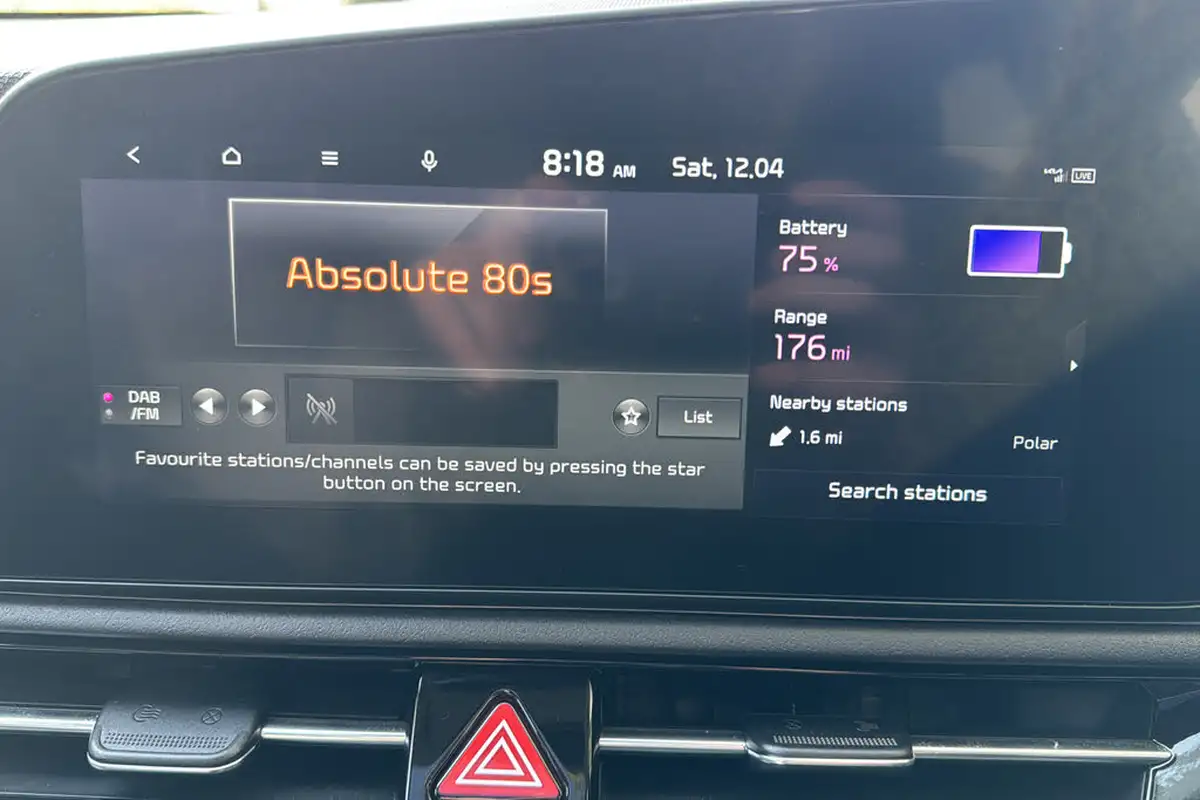 8:18 AM Sat, 12.04
KIA LIVE
Absolute 80s
Battery
75 %
Range
176 mi
DAB
/FM
List
Favourite stations/channels can be saved by pressing the star
button on the screen.
Nearby stations
1.6 mi Polar
Search stations